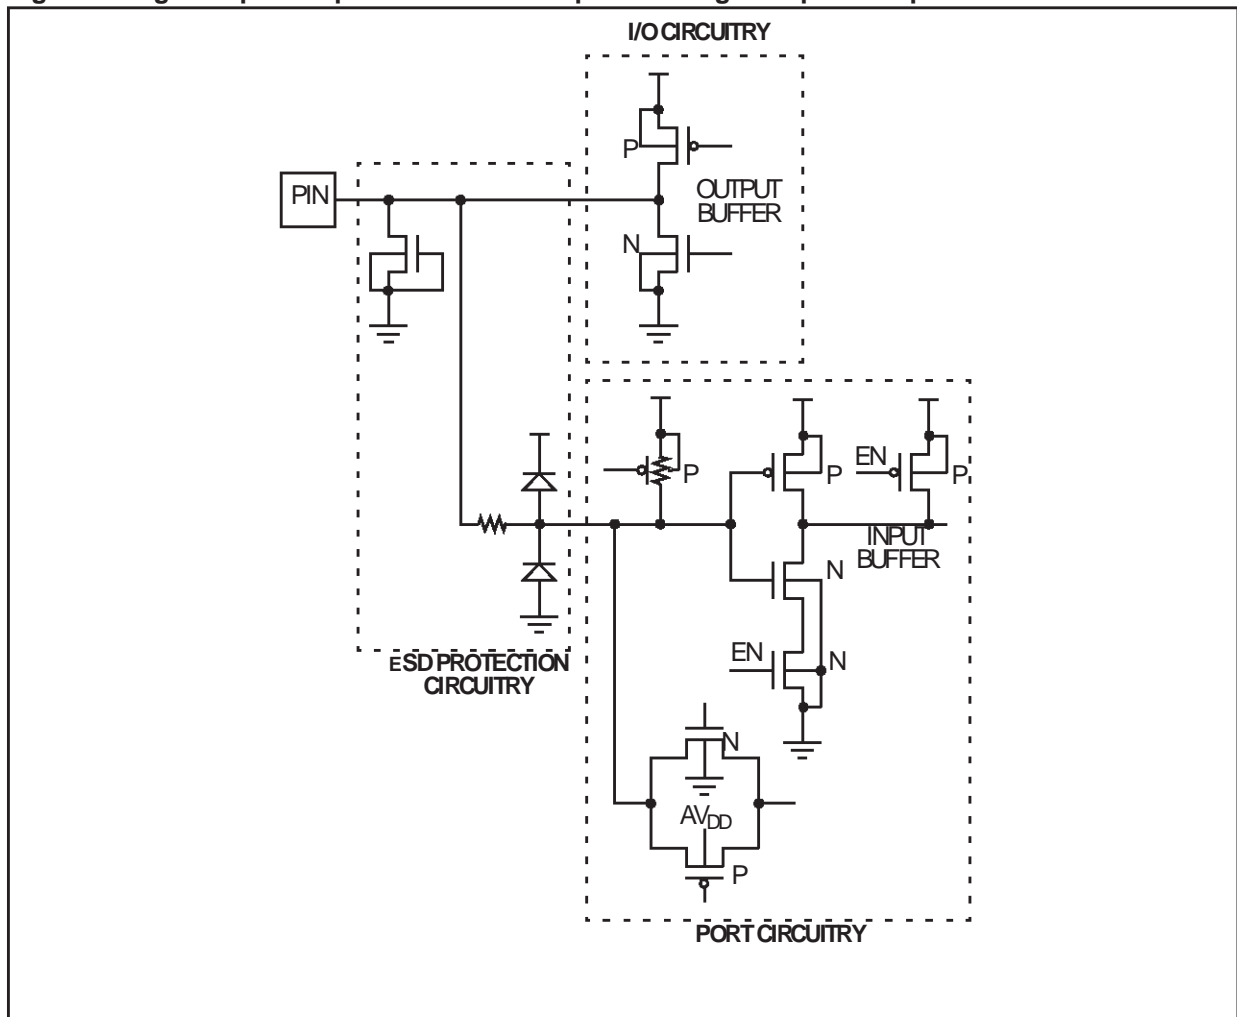 I/O CIRCUITRY
P
PIN
OUTPUT
BUFFER
N
P
P
EN
P
INPUT
BUFFER
N
EN
N
ESD PROTECTION
CIRCUITRY
N
AVDD
P
PORT CIRCUITRY